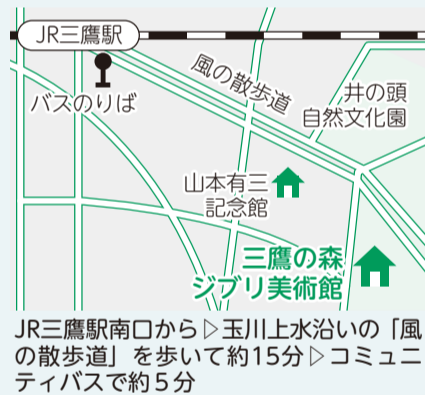 JR三鷹駅
バスのりば
風の散歩道
井の頭
自然文化園
山本有三
記念館
三鷹の森
ジブリ美術館
JR三鷹駅南口から▷玉川上水沿いの「風
の散歩道」を歩いて約15分▷コミュニ
ティバスで約5分